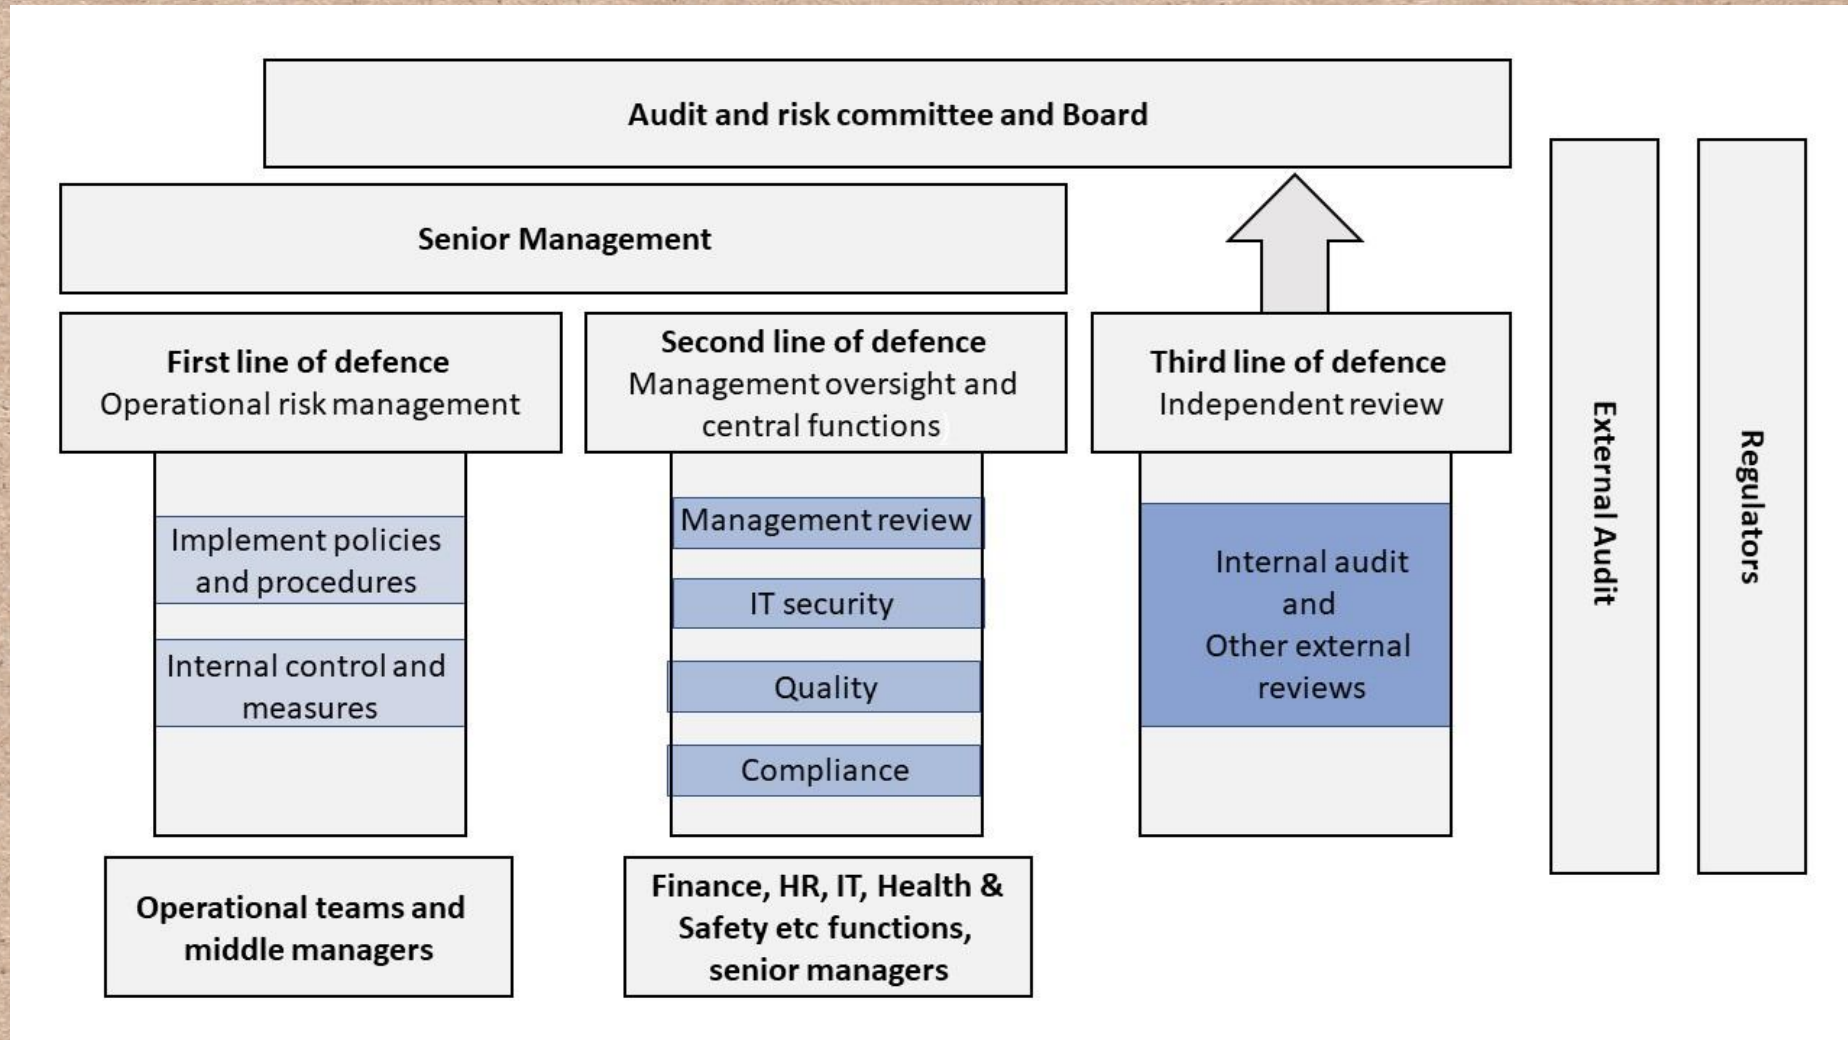 Audit and risk committee and Board
Senior Management
First line of defence
Operational risk management
Second line of defence
Management oversight and
central functions)
Third line of defence
Independent review
Implement policies
and procedures
Internal control and
measures
Management review
IT security
Quality
Compliance
Internal audit
and
Other external
reviews
Operational teams and
middle managers
Finance, HR, IT, Health &
Safety etc functions,
senior managers
External Audit
Regulators